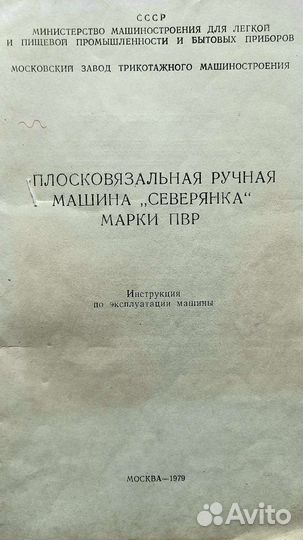 СССР
МИНИСТЕРСТВО МАШИНОСТРОЕНИЯ ДЛЯ ЛЕГКОЙ
И ПИЩЕВОЙ ПРОМЫШЛЕННОСТИ И БЫТОВЫХ ПРИБОРОВ
МОСКОВСКИЙ ЗАВОД ТРИКОТАЖНОГО МАШИНОСТРОЕНИЯ
ПЛОСКОВЯЗАЛЬНАЯ РУЧНАЯ
МАШИНА „СЕВЕРЯНКА"
МАРКИ ПВР
Инструкция
по эксплуатации машины
МОСКВА—1979
Avito